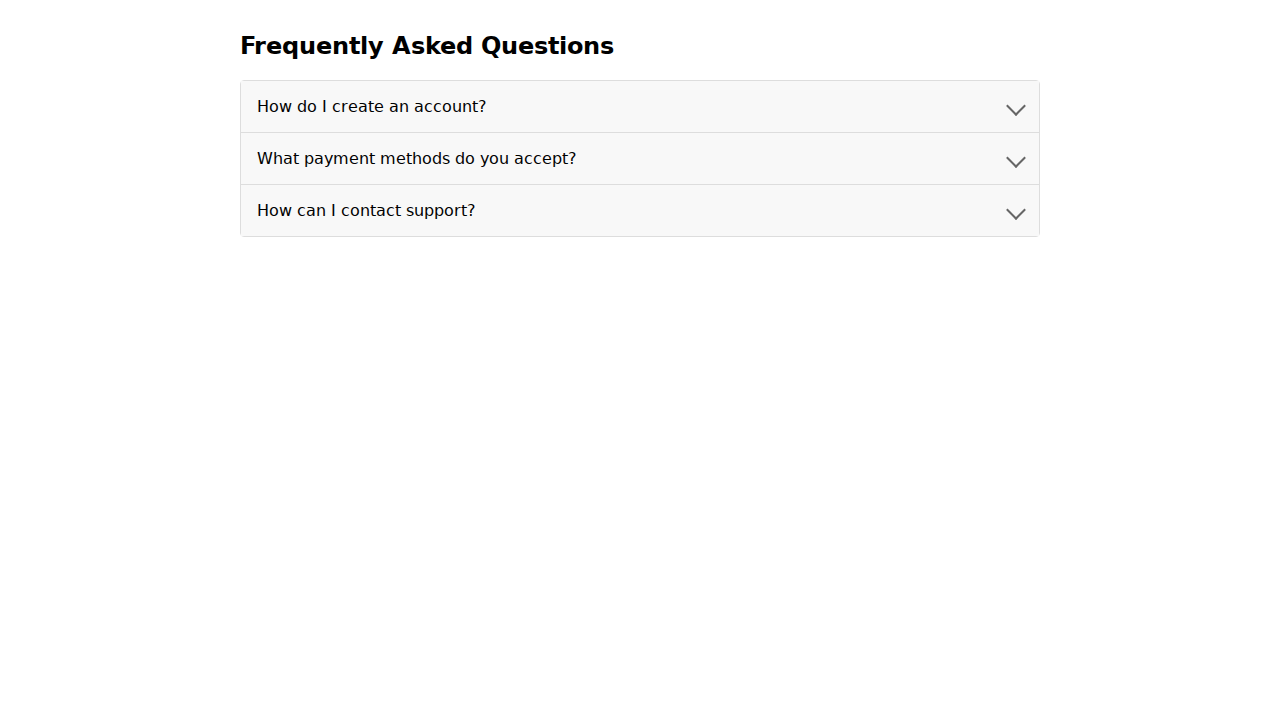 Frequently Asked Questions
How do I create an account?
What payment methods do you accept?
How can I contact support?